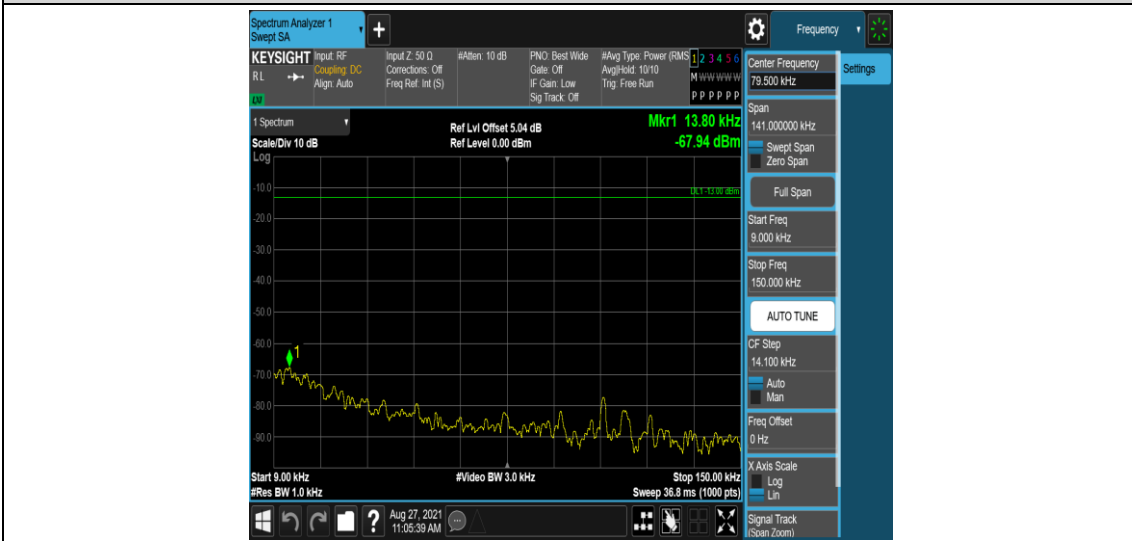 Spectrum Analyzer 1
Swept SA
+
Frequency
KEYSIGHT
RL
LXI
Input: RF
Coupling: DC
Align: Auto
Input Z: 50 Ω
Corrections: Off
Freq Ref: Int (S)
#Atten: 10 dB
PNO: Best Wide
Gate: Off
IF Gain: Low
Sig Track: Off
#Avg Type: Power (RMS
Avg|Hold: 10/10
Trig: Free Run
1 2 3 4 5 6
M W W W W W
P P P P P P
1 Spectrum
Scale/Div 10 dB
Log
Ref Lvl Offset 5.04 dB
Ref Level 0.00 dBm
Mkr1 13.80 kHz
-67.94 dBm
DL1 -13.00 dBm
-10.0
-20.0
-30.0
-40.0
-50.0
-60.0
1
-70.0
-80.0
-90.0
Start 9.00 kHz
#Res BW 1.0 kHz
#Video BW 3.0 kHz
Stop 150.00 kHz
Sweep 36.8 ms (1000 pts)
?
Aug 27, 2021
11:05:39 AM
Center Frequency
79.500 kHz
Settings
Span
141.000000 kHz
Swept Span
Zero Span
Full Span
Start Freq
9.000 kHz
Stop Freq
150.000 kHz
AUTO TUNE
CF Step
14.100 kHz
Auto
Man
Freq Offset
0 Hz
X Axis Scale
Log
Lin
Signal Track
(Span Zoom)